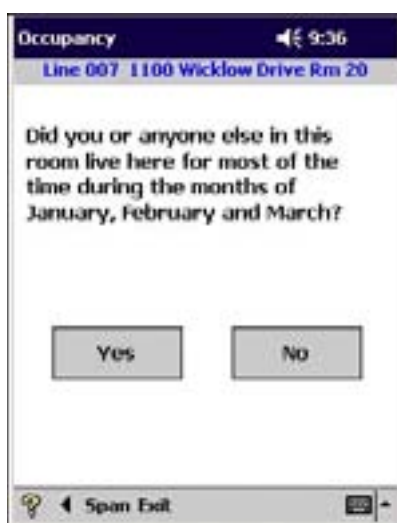 Occupancy 9:36
Line 007 1100 Wicklow Drive Rm 20
Did you or anyone else in this
room live here for most of the
time during the months of
January, February and March?
Yes No
Span Exit